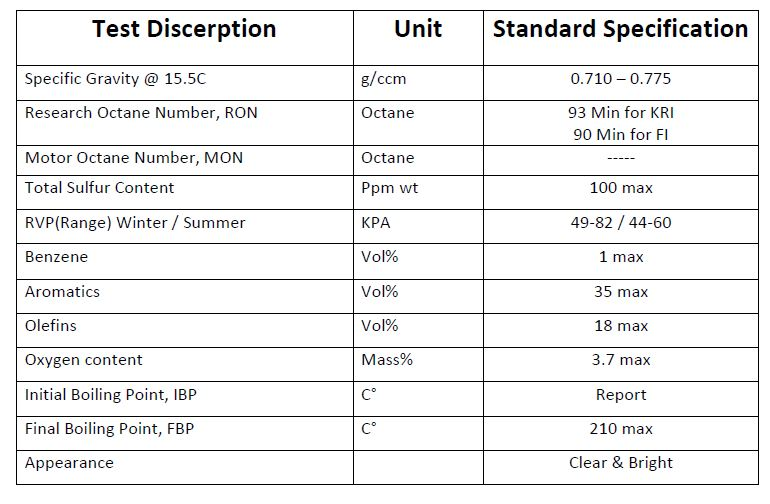 Test Discerption Unit Standard Specification
Specific Gravity @ 15.5C g/ccm 0.710 – 0.775
Research Octane Number, RON Octane 93 Min for KRI
90 Min for FI
Motor Octane Number, MON Octane -----
Total Sulfur Content Ppm wt 100 max
RVP(Range) Winter / Summer KPA 49-82 / 44-60
Benzene Vol% 1 max
Aromatics Vol% 35 max
Olefins Vol% 18 max
Oxygen content Mass% 3.7 max
Initial Boiling Point, IBP C° Report
Final Boiling Point, FBP C° 210 max
Appearance Clear & Bright